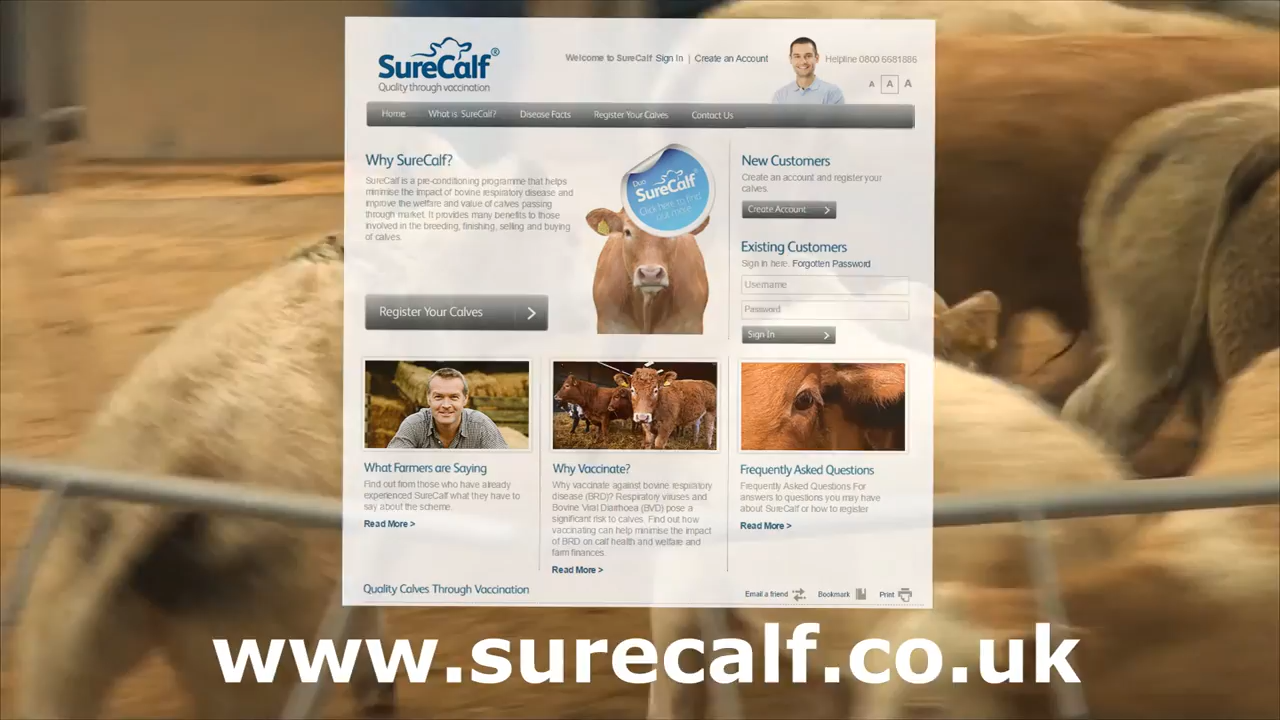 SureCalf®
Quality through vaccination
Welcome to SureCalf Sign In | Create an Account
Helpline 0800 6681886
A A A
Home What is SureCalf? Disease Facts Register Your Calves Contact Us
Why SureCalf?
SureCalf is a pre-conditioning programme that helps
minimise the impact of bovine respiratory disease and
improve the welfare and value of calves passing
through market. It provides many benefits to those
involved in the breeding, finishing, selling and buying
of calves.
Register Your Calves
Duo
SureCalf
Click here to find
out more
New Customers
Create an account and register your
calves.
Create Account
Existing Customers
Sign in here. Forgotten Password
Username
Password
Sign In
What Farmers are Saying
Find out from those who have already
experienced SureCalf what they have to
say about the scheme.
Read More >
Why Vaccinate?
Why vaccinate against bovine respiratory
disease (BRD)? Respiratory viruses and
Bovine Viral Diarrhoea (BVD) pose a
significant risk to calves. Find out how
vaccinating can help minimise the impact
of BRD on calf health and welfare and
farm finances.
Read More >
Frequently Asked Questions
Frequently Asked Questions For
answers to questions you may have
about SureCalf or how to register
Read More >
Quality Calves Through Vaccination
Email a friend Bookmark Print
www.surecalf.co.uk